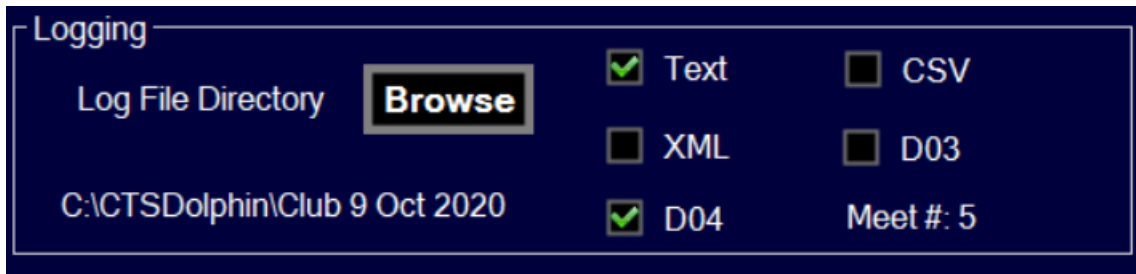 Logging
Log File Directory Browse
Text CSV
XML D03
C:\CTSDolphin\Club 9 Oct 2020
D04 Meet #: 5